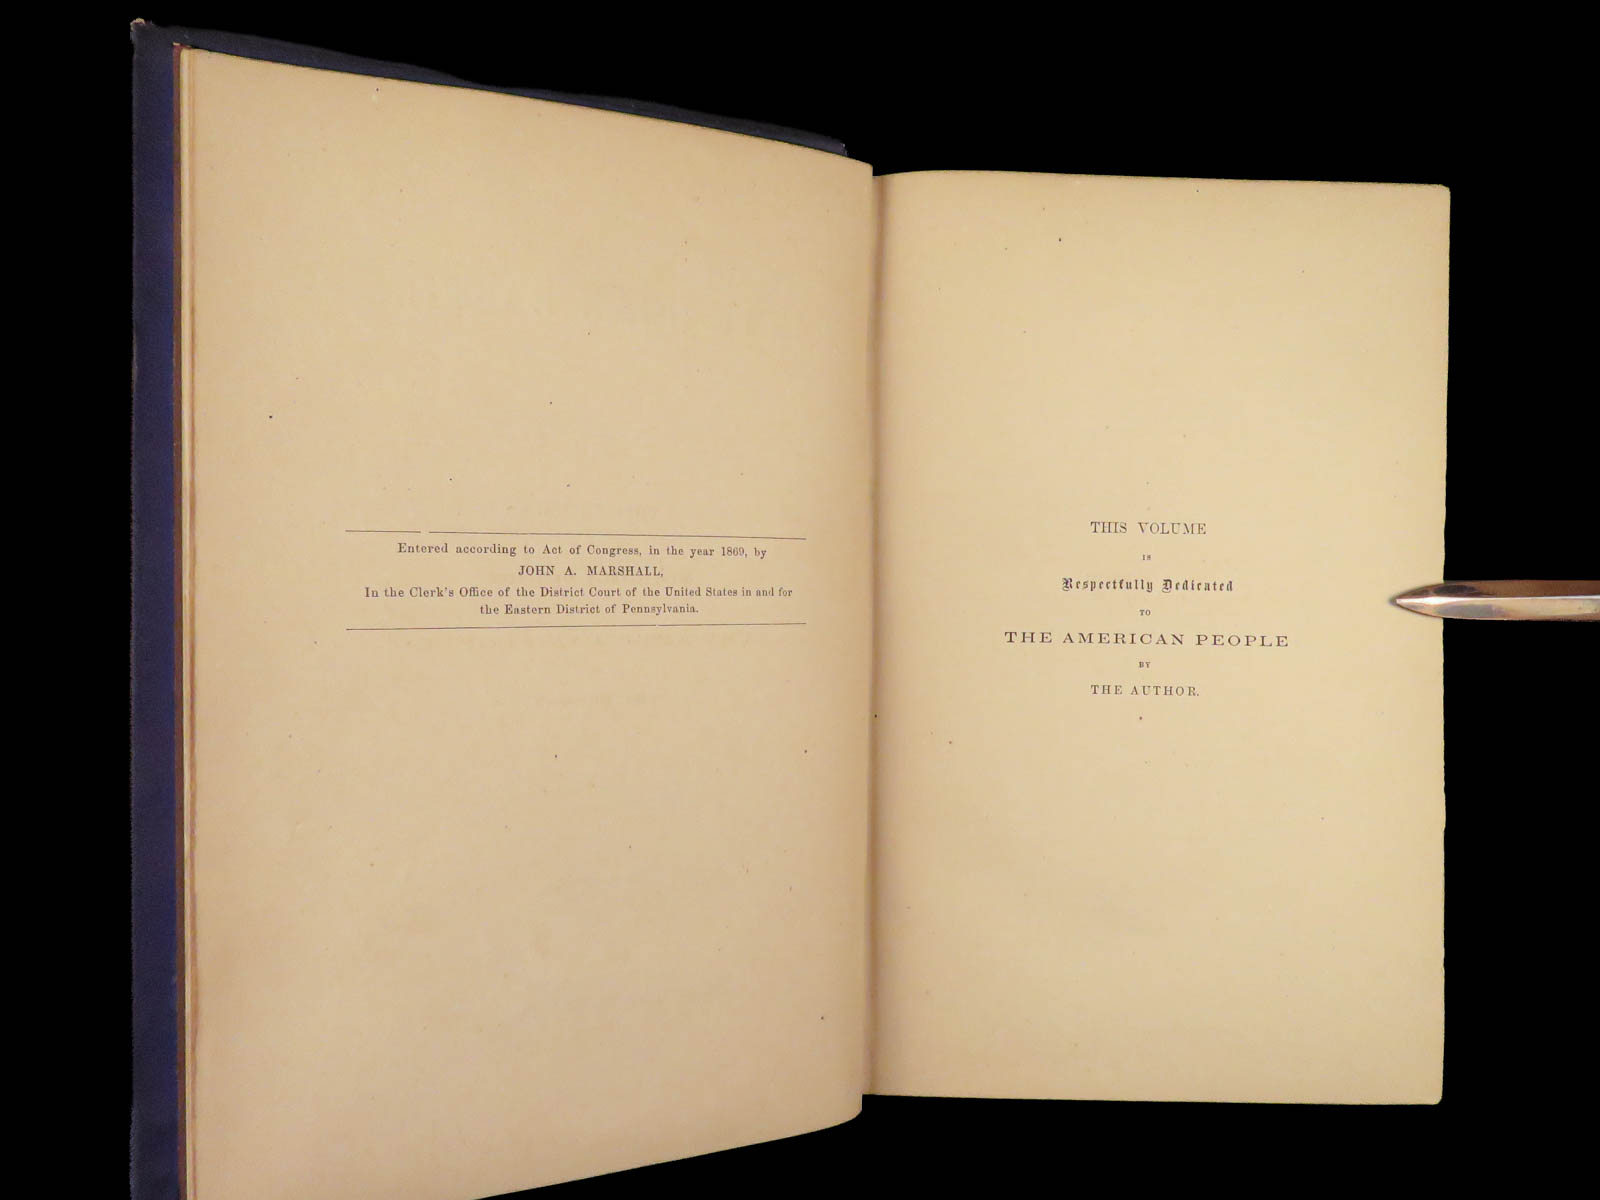 Entered according to Act of Congress, in the year 1869, by
JOHN A. MARSHALL,
In the Clerk's Office of the District Court of the United States in and for
the Eastern District of Pennsylvania.
THIS VOLUME
IS
Respectfully Dedicated
TO
THE AMERICAN PEOPLE
BY
THE AUTHOR.